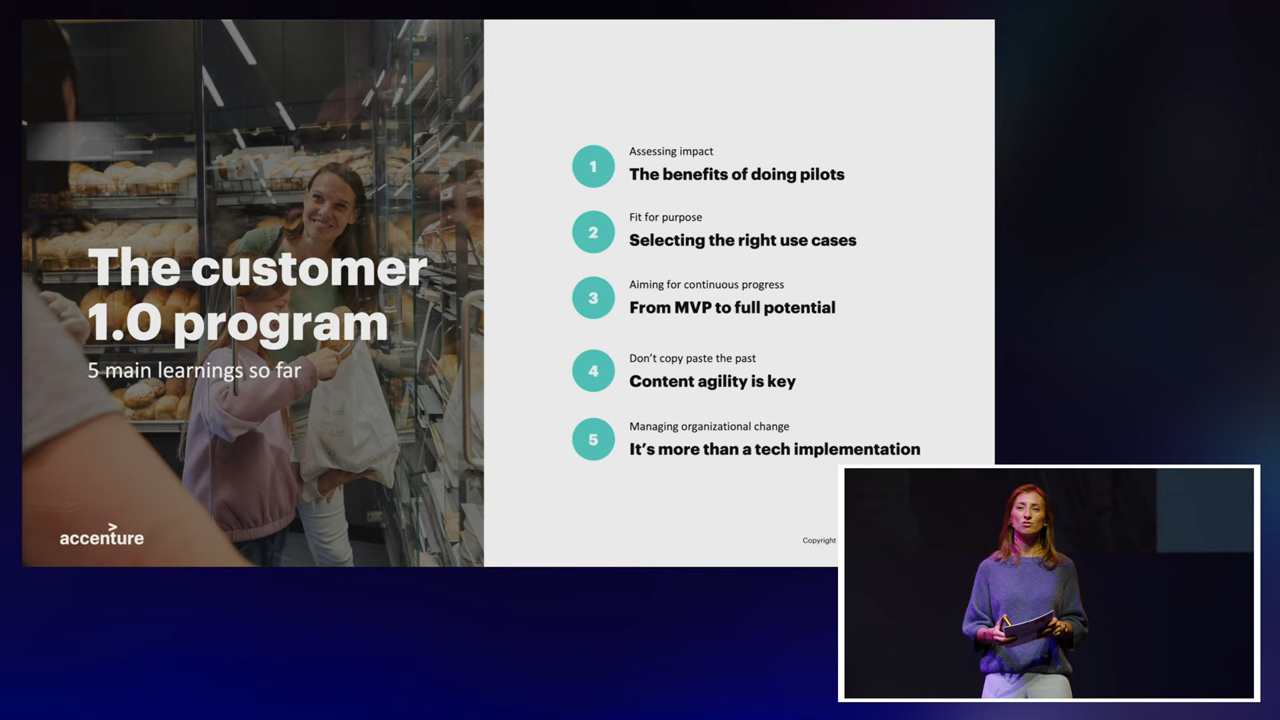 The customer
1.0 program
5 main learnings so far
accenture
1
Assessing impact
The benefits of doing pilots
2
Fit for purpose
Selecting the right use cases
3
Aiming for continuous progress
From MVP to full potential
4
Don’t copy paste the past
Content agility is key
5
Managing organizational change
It’s more than a tech implementation
Copyright